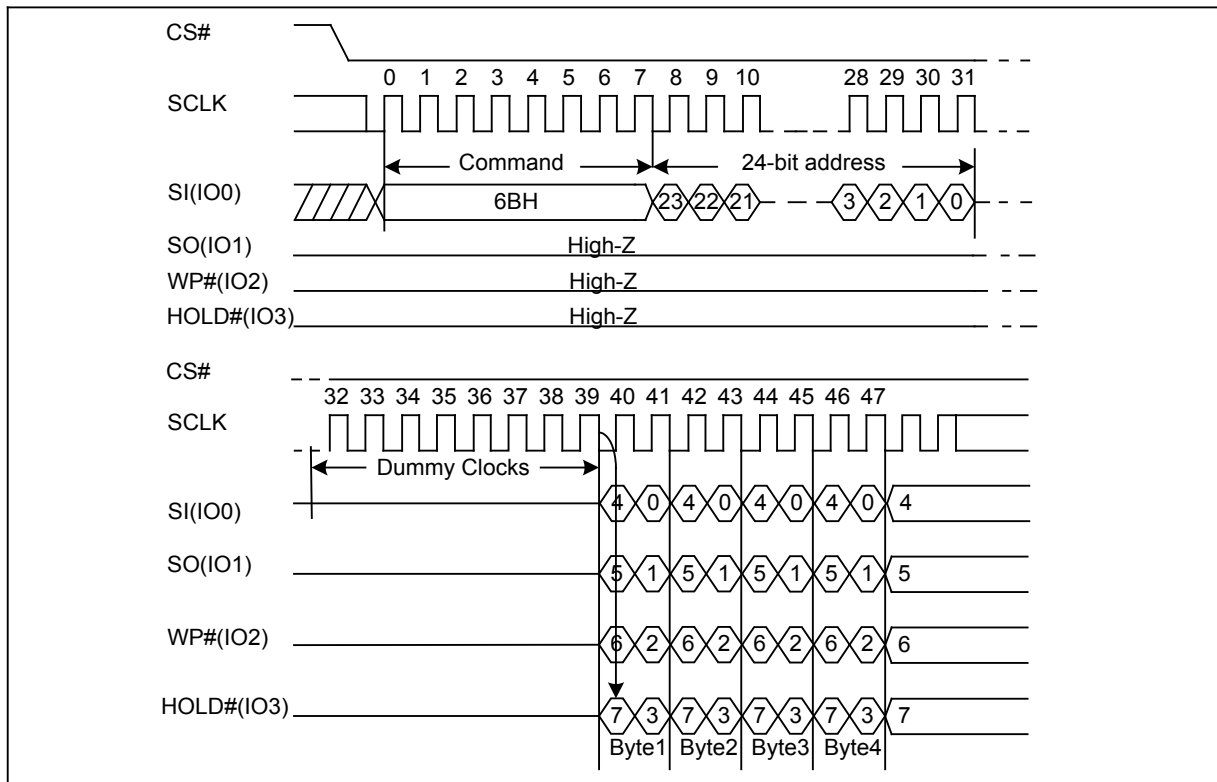 CS#
0 1 2 3 4 5 6 7 8 9 10 28 29 30 31
SCLK
Command 24-bit address
SI(IO0) 6BH 23 22 21 3 2 1 0
SO(IO1) High-Z
WP#(IO2) High-Z
HOLD#(IO3) High-Z
CS#
32 33 34 35 36 37 38 39 40 41 42 43 44 45 46 47
SCLK
Dummy Clocks
SI(IO0) 4 0 4 0 4 0 4 0 4
SO(IO1) 5 1 5 1 5 1 5 1 5
WP#(IO2) 6 2 6 2 6 2 6 2 6
HOLD#(IO3) 7 3 7 3 7 3 7 3 7
Byte1 Byte2 Byte3 Byte4